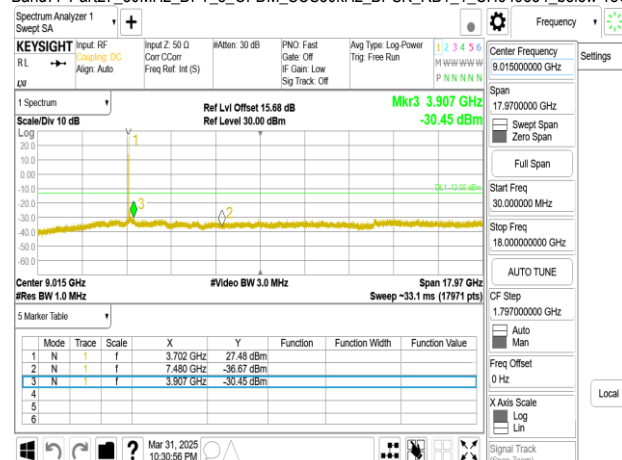 Spectrum Analyzer 1
Swept SA
+
Frequency
KEYSIGHT
RL
Input: RF
Coupling: DC
Align: Auto
Input Z: 50 Ω
Corr CCorr
Freq Ref: Int (S)
#Atten: 30 dB
PNO: Fast
Gate: Off
IF Gain: Low
Sig Track: Off
Avg Type: Log-Power
Trig: Free Run
1 2 3 4 5 6
M W W W W W
P N N N N N
Center Frequency
9.015000000 GHz
Settings
Span
17.9700000 GHz
Swept Span
Zero Span
Full Span
Start Freq
30.000000 MHz
Stop Freq
18.000000000 GHz
AUTO TUNE
CF Step
1.797000000 GHz
Auto
Man
Freq Offset
0 Hz
X Axis Scale
Log
Lin
Signal Track
Local
1 Spectrum
Scale/Div 10 dB
Ref Lvl Offset 15.68 dB
Ref Level 30.00 dBm
Mkr3 3.907 GHz
-30.45 dBm
Log
20.0
10.0
0.00
-10.0
-20.0
-30.0
-40.0
-50.0
-60.0
1
2
3
DL1 -13.00 dBm
Center 9.015 GHz
#Res BW 1.0 MHz
#Video BW 3.0 MHz
Span 17.97 GHz
Sweep ~33.1 ms (17971 pts)
5 Marker Table
Mode Trace Scale X Y Function Function Width Function Value
1 N 1 f 3.702 GHz 27.48 dBm
2 N 1 f 7.480 GHz -36.67 dBm
3 N 1 f 3.907 GHz -30.45 dBm
4
5
6
?
Mar 31, 2025
10:30:56 PM